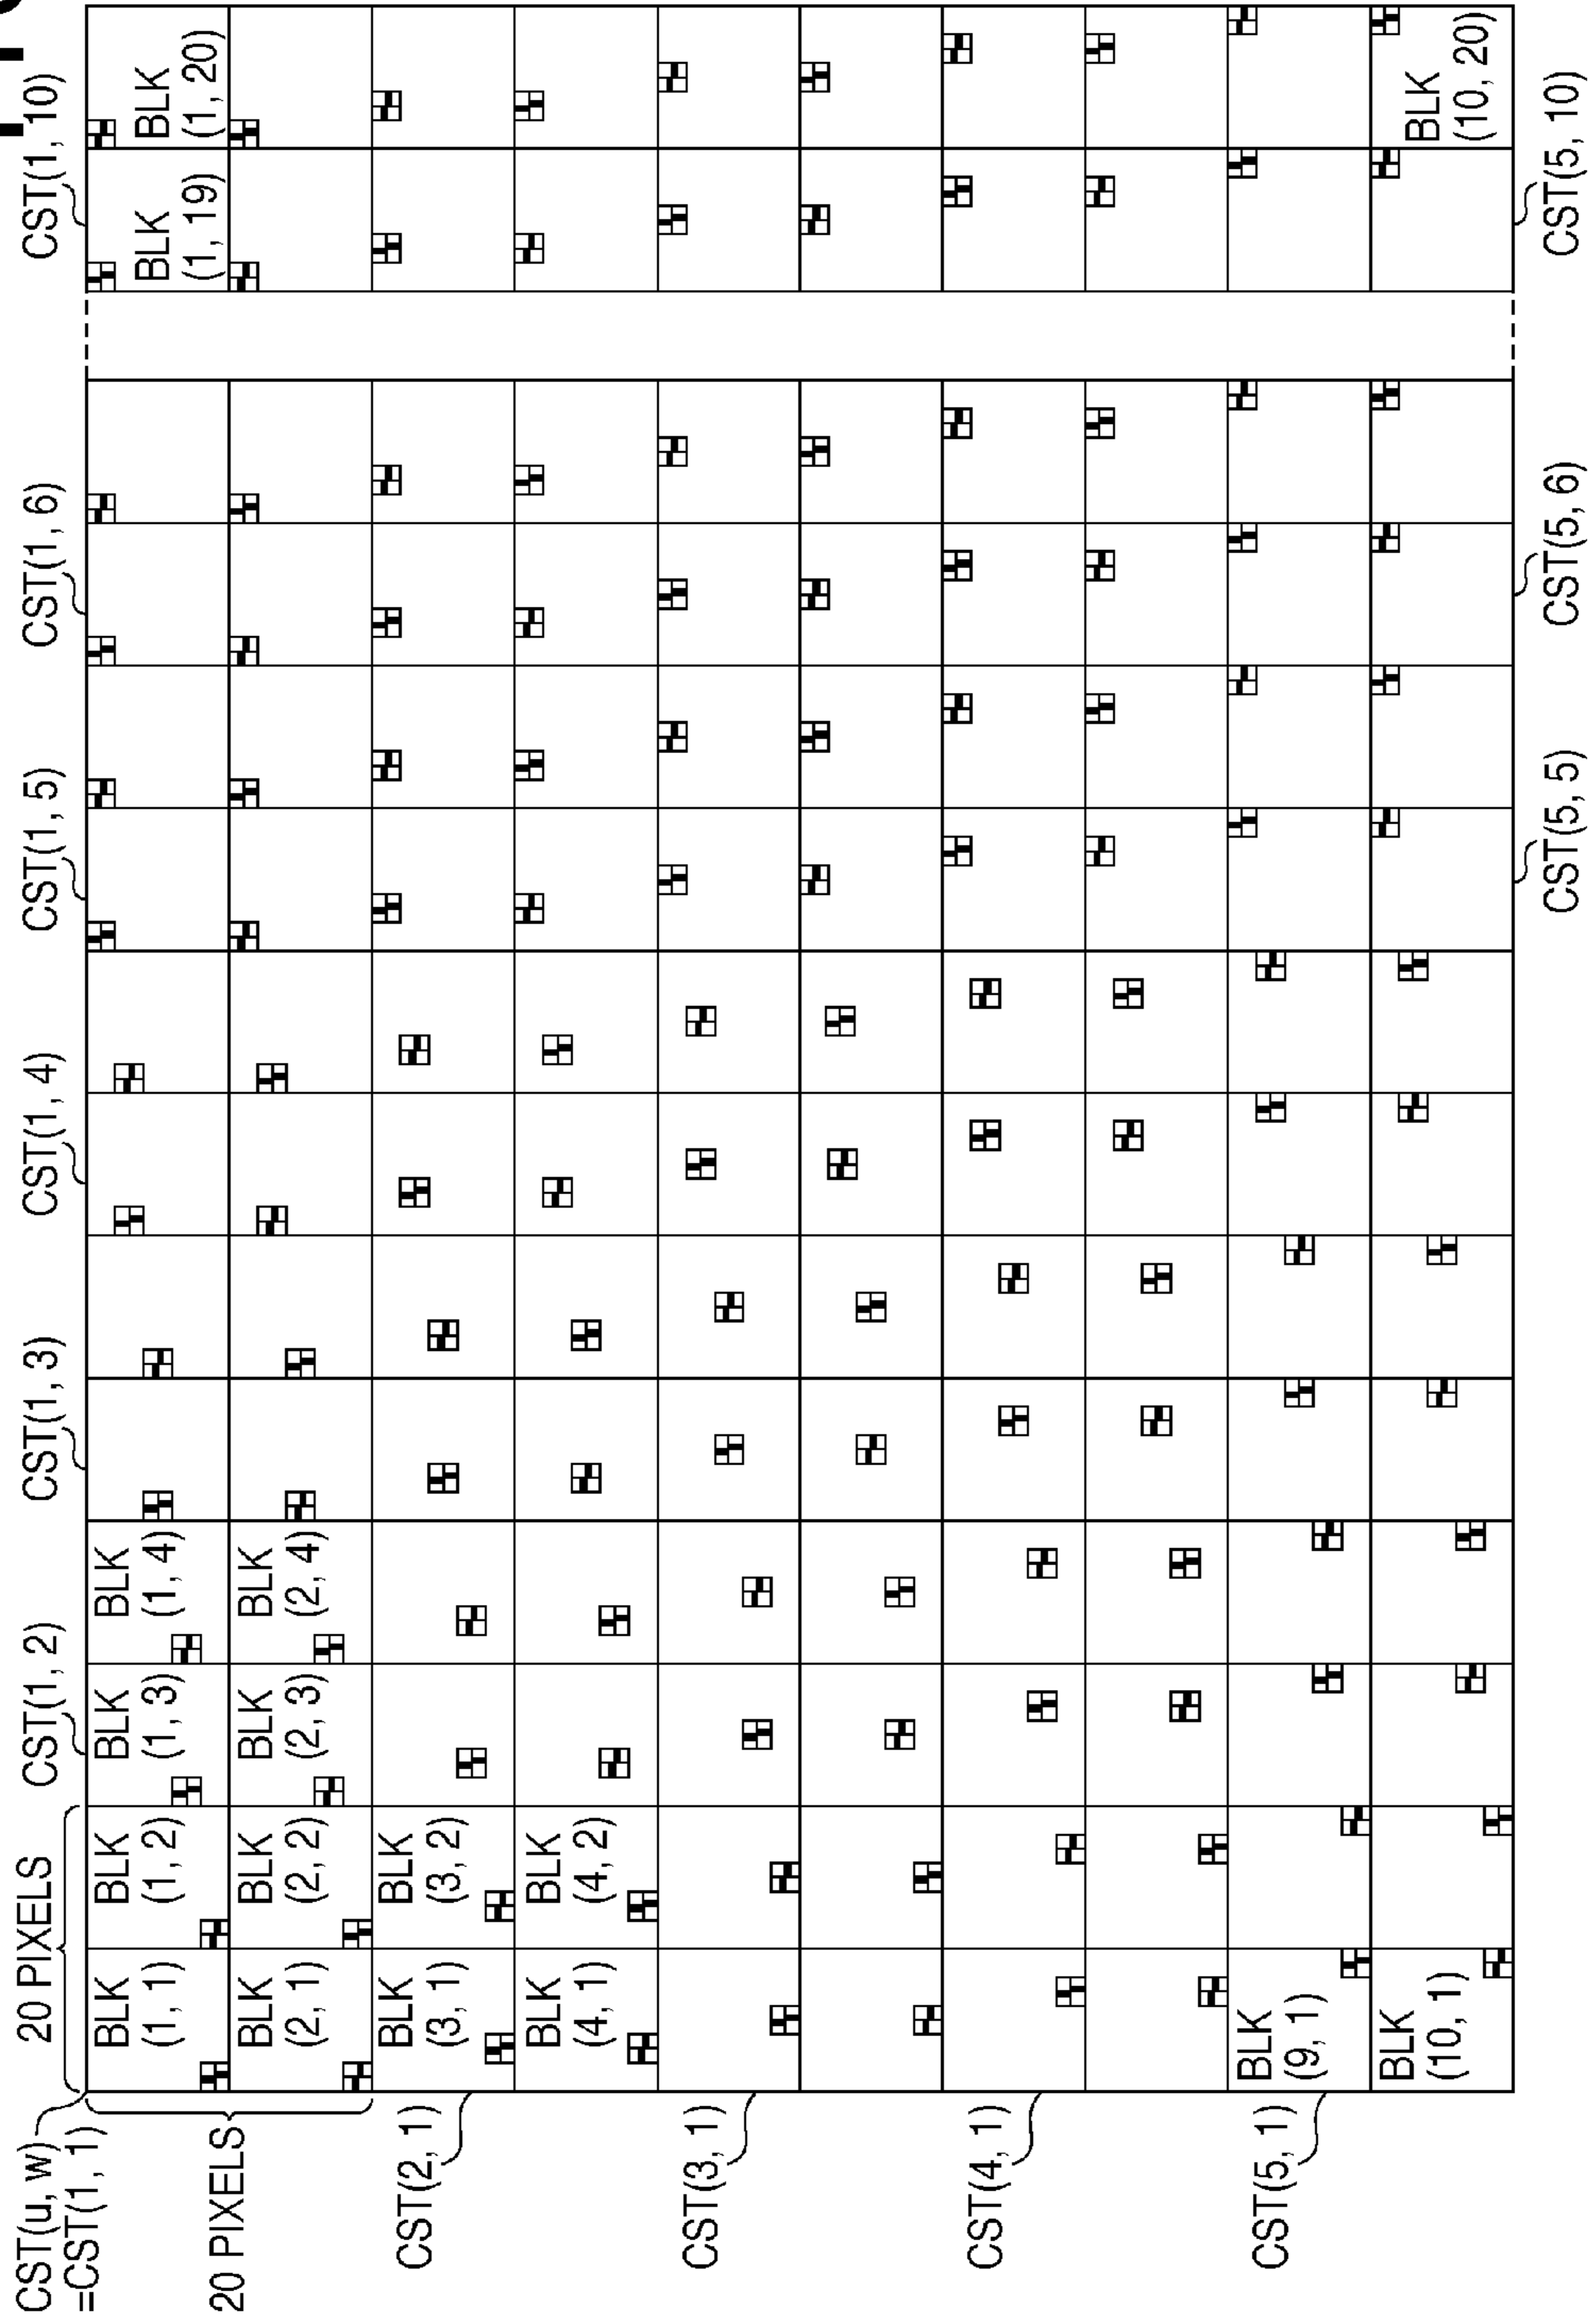 CST(u, w)
=CST(1, 1)
20 PIXELS
CST(1, 2)
CST(1, 3)
CST(1, 4)
CST(1, 5)
CST(1, 6)
CST(1, 10)
20 PIXELS
BLK
(1, 1)
BLK
(1, 2)
BLK
(1, 3)
BLK
(1, 4)
BLK
(1, 19)
BLK
(1, 20)
BLK
(2, 1)
BLK
(2, 2)
BLK
(2, 3)
BLK
(2, 4)
CST(2, 1)
BLK
(3, 1)
BLK
(3, 2)
BLK
(4, 1)
BLK
(4, 2)
CST(3, 1)
CST(4, 1)
CST(5, 1)
BLK
(9, 1)
BLK
(10, 1)
BLK
(10, 20)
CST(5, 5)
CST(5, 6)
CST(5, 10)